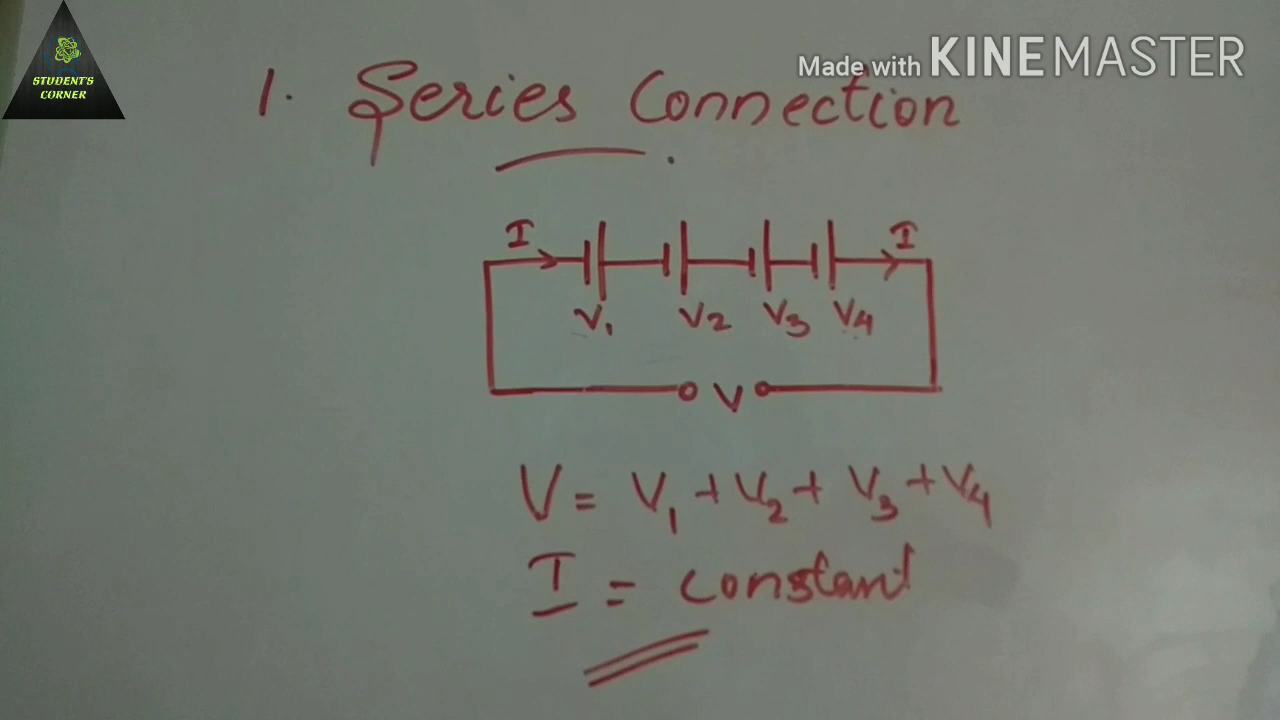 STUDENT'S
CORNER
Made with KINEMASTER
1. Series Connection
I I
V1 V2 V3 V4
V
V = V1 + V2 + V3 + V4
I = constant